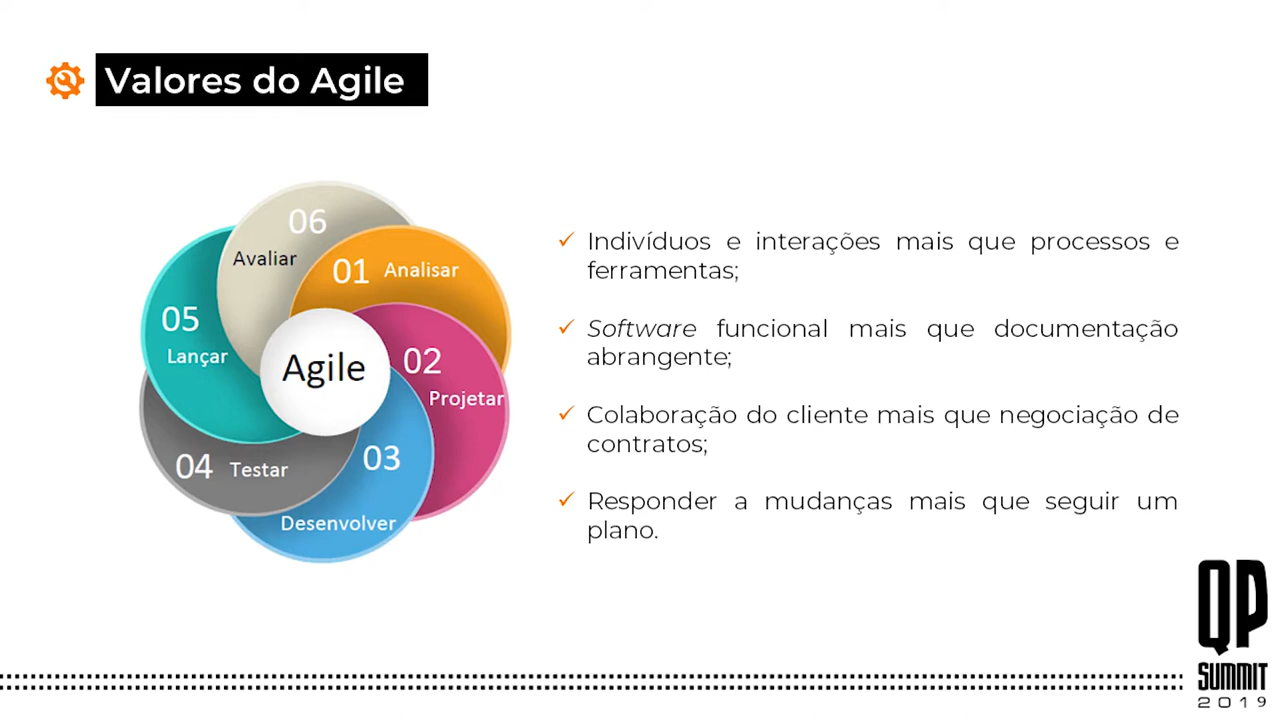 Valores do Agile
06
Avaliar
01 Analisar
05
Lançar
Agile
02
Projetar
04 Testar
03
Desenvolver
Indivíduos e interações mais que processos e
ferramentas;
Software funcional mais que documentação
abrangente;
Colaboração do cliente mais que negociação de
contratos;
Responder a mudanças mais que seguir um
plano.
QP
SUMMIT
2019